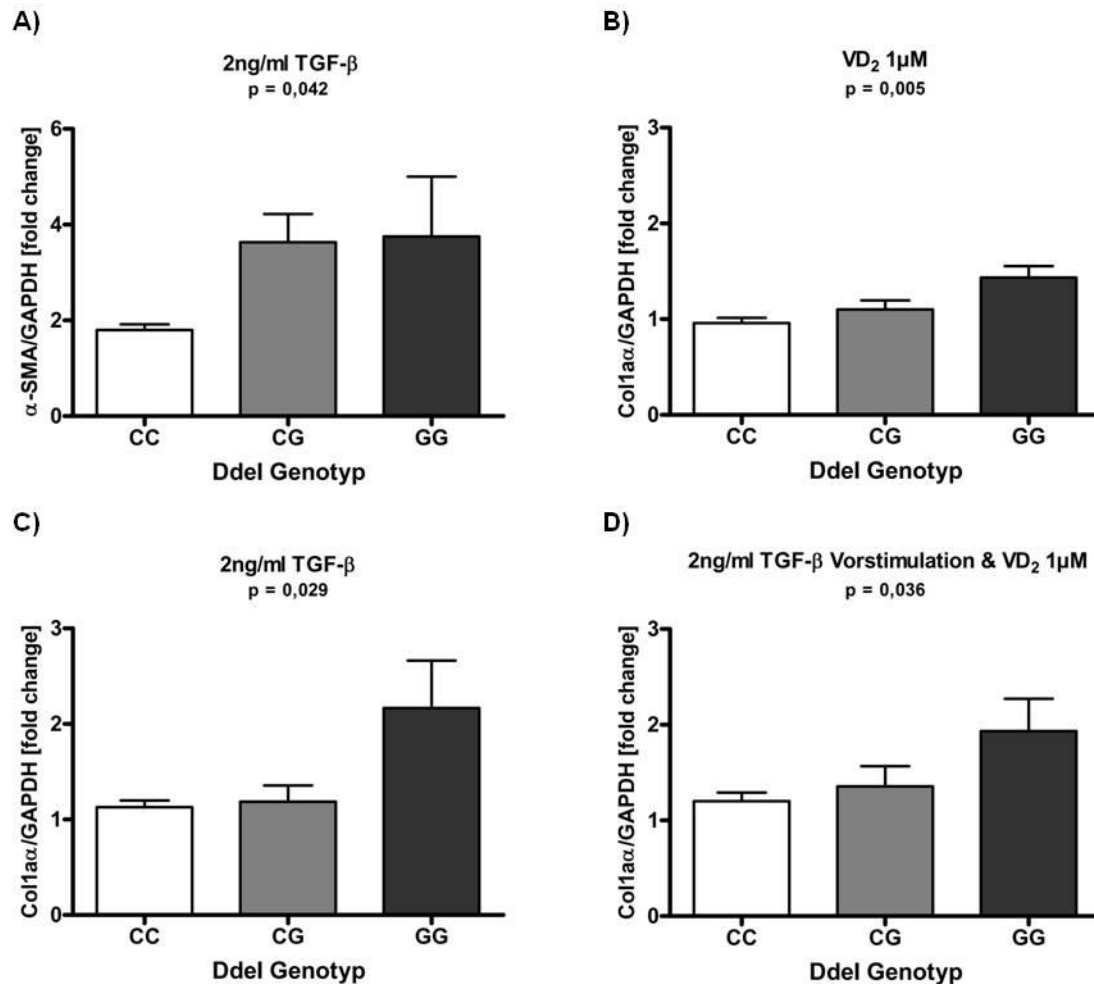 A)
2ng/ml TGF-β
p = 0,042
α-SMA/GAPDH [fold change]
6
4
2
0
CC CG GG
DdeI Genotyp
B)
VD₂ 1µM
p = 0,005
Col1aα/GAPDH [fold change]
3
2
1
0
CC CG GG
DdeI Genotyp
C)
2ng/ml TGF-β
p = 0,029
Col1aα/GAPDH [fold change]
3
2
1
0
CC CG GG
DdeI Genotyp
D)
2ng/ml TGF-β Vorstimulation & VD₂ 1µM
p = 0,036
Col1aα/GAPDH [fold change]
3
2
1
0
CC CG GG
DdeI Genotyp